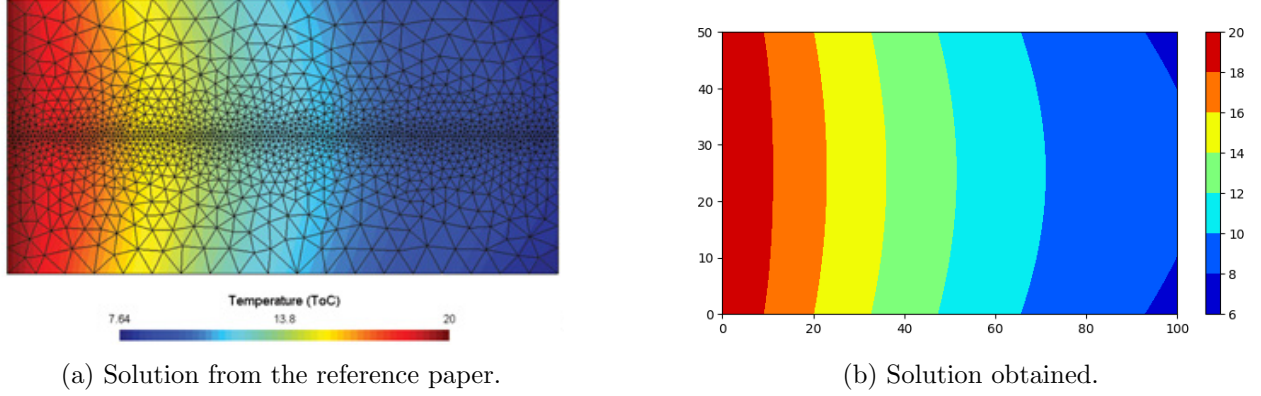 Temperature (ToC)
7.64 13.8 20
(a) Solution from the reference paper.
50
40
30
20
10
0
0 20 40 60 80 100
20
18
16
14
12
10
8
6
(b) Solution obtained.